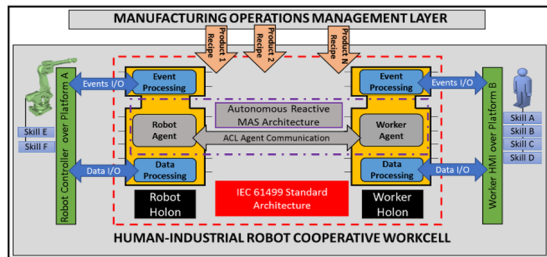 MANUFACTURING OPERATIONS MANAGEMENT LAYER
Product 1
Recipe
Product 2
Recipe
Product N
Recipe
Events I/O
Event
Processing
Event
Processing
Events I/O
Autonomous Reactive
MAS Architecture
Robot Controller over Platform A
Skill E
Skill F
Robot
Agent
ACL Agent Communication
Worker
Agent
Worker HMI over Platform B
Skill A
Skill B
Skill C
Skill D
Data I/O
Data
Processing
Data
Processing
Data I/O
Robot
Holon
IEC 61499 Standard
Architecture
Worker
Holon
HUMAN-INDUSTRIAL ROBOT COOPERATIVE WORKCELL